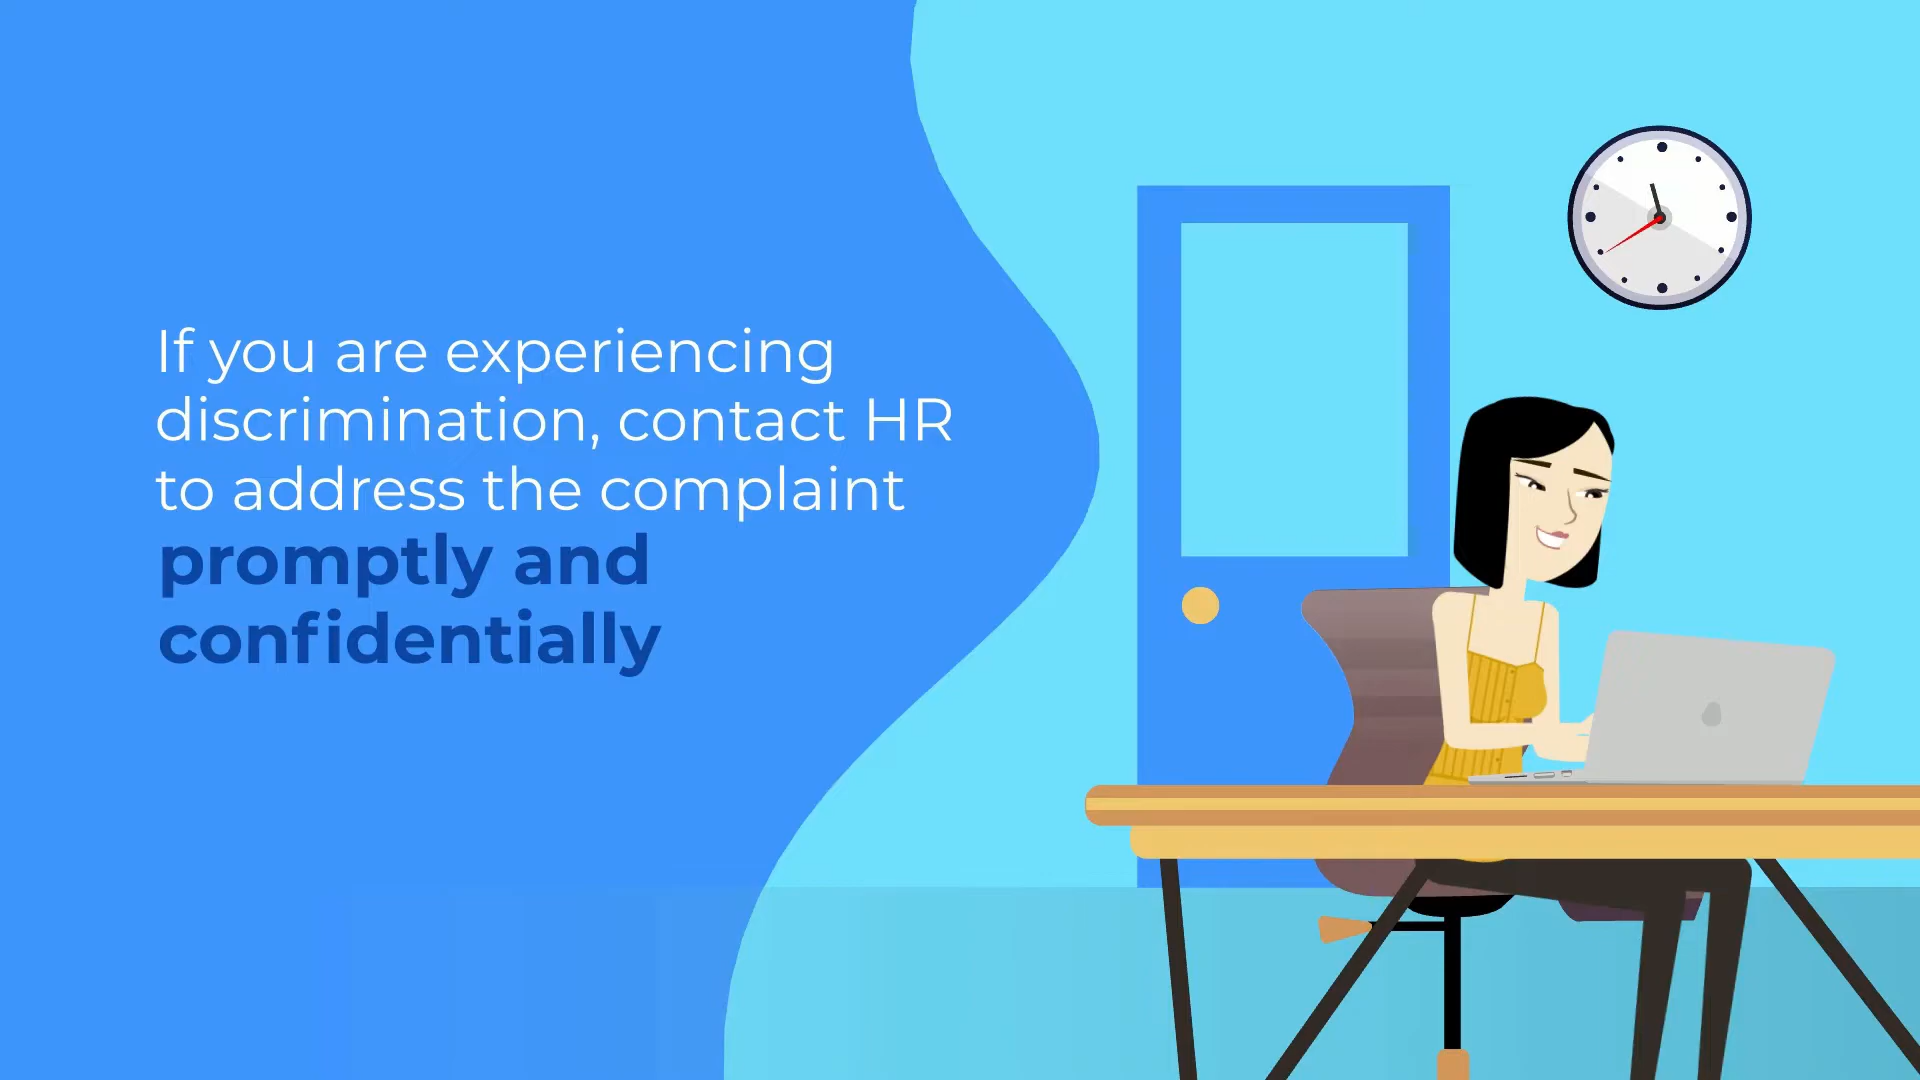 If you are experiencing
discrimination, contact HR
to address the complaint
promptly and
confidentially